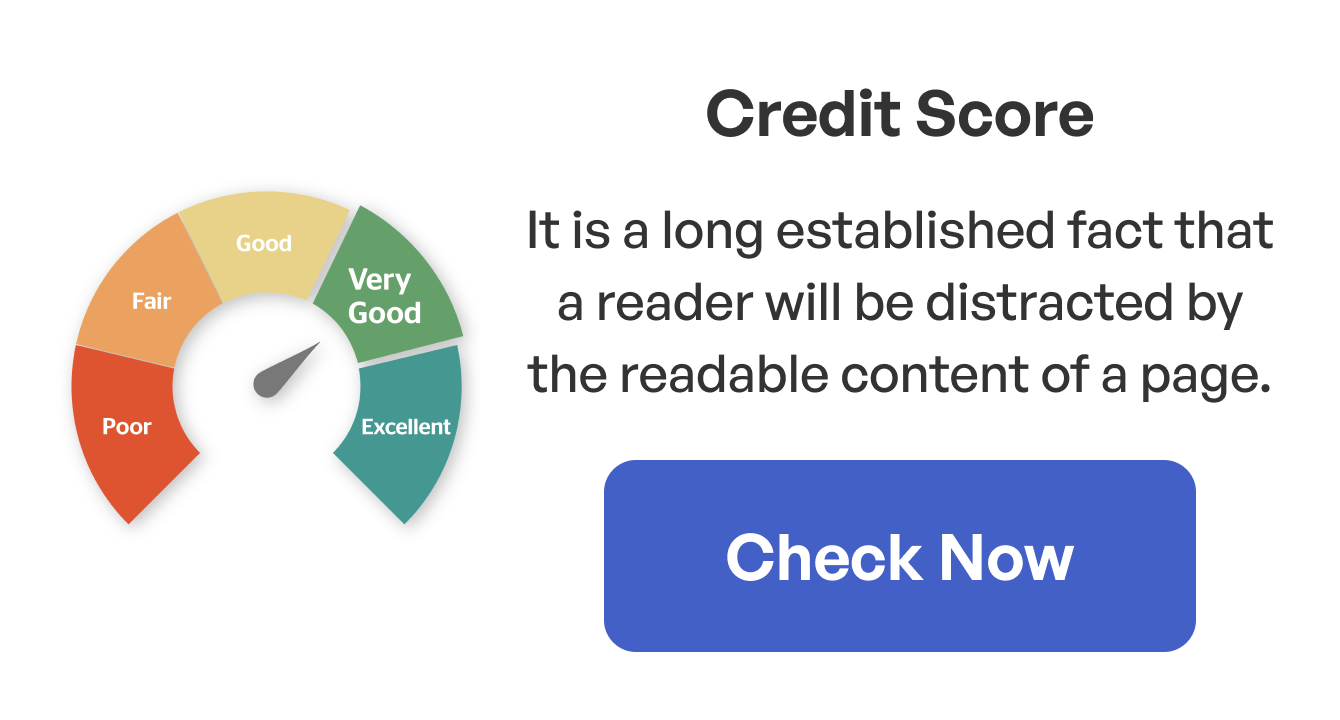 Credit Score
It is a long established fact that
a reader will be distracted by
the readable content of a page.
Check Now
Poor
Fair
Good
Very
Good
Excellent